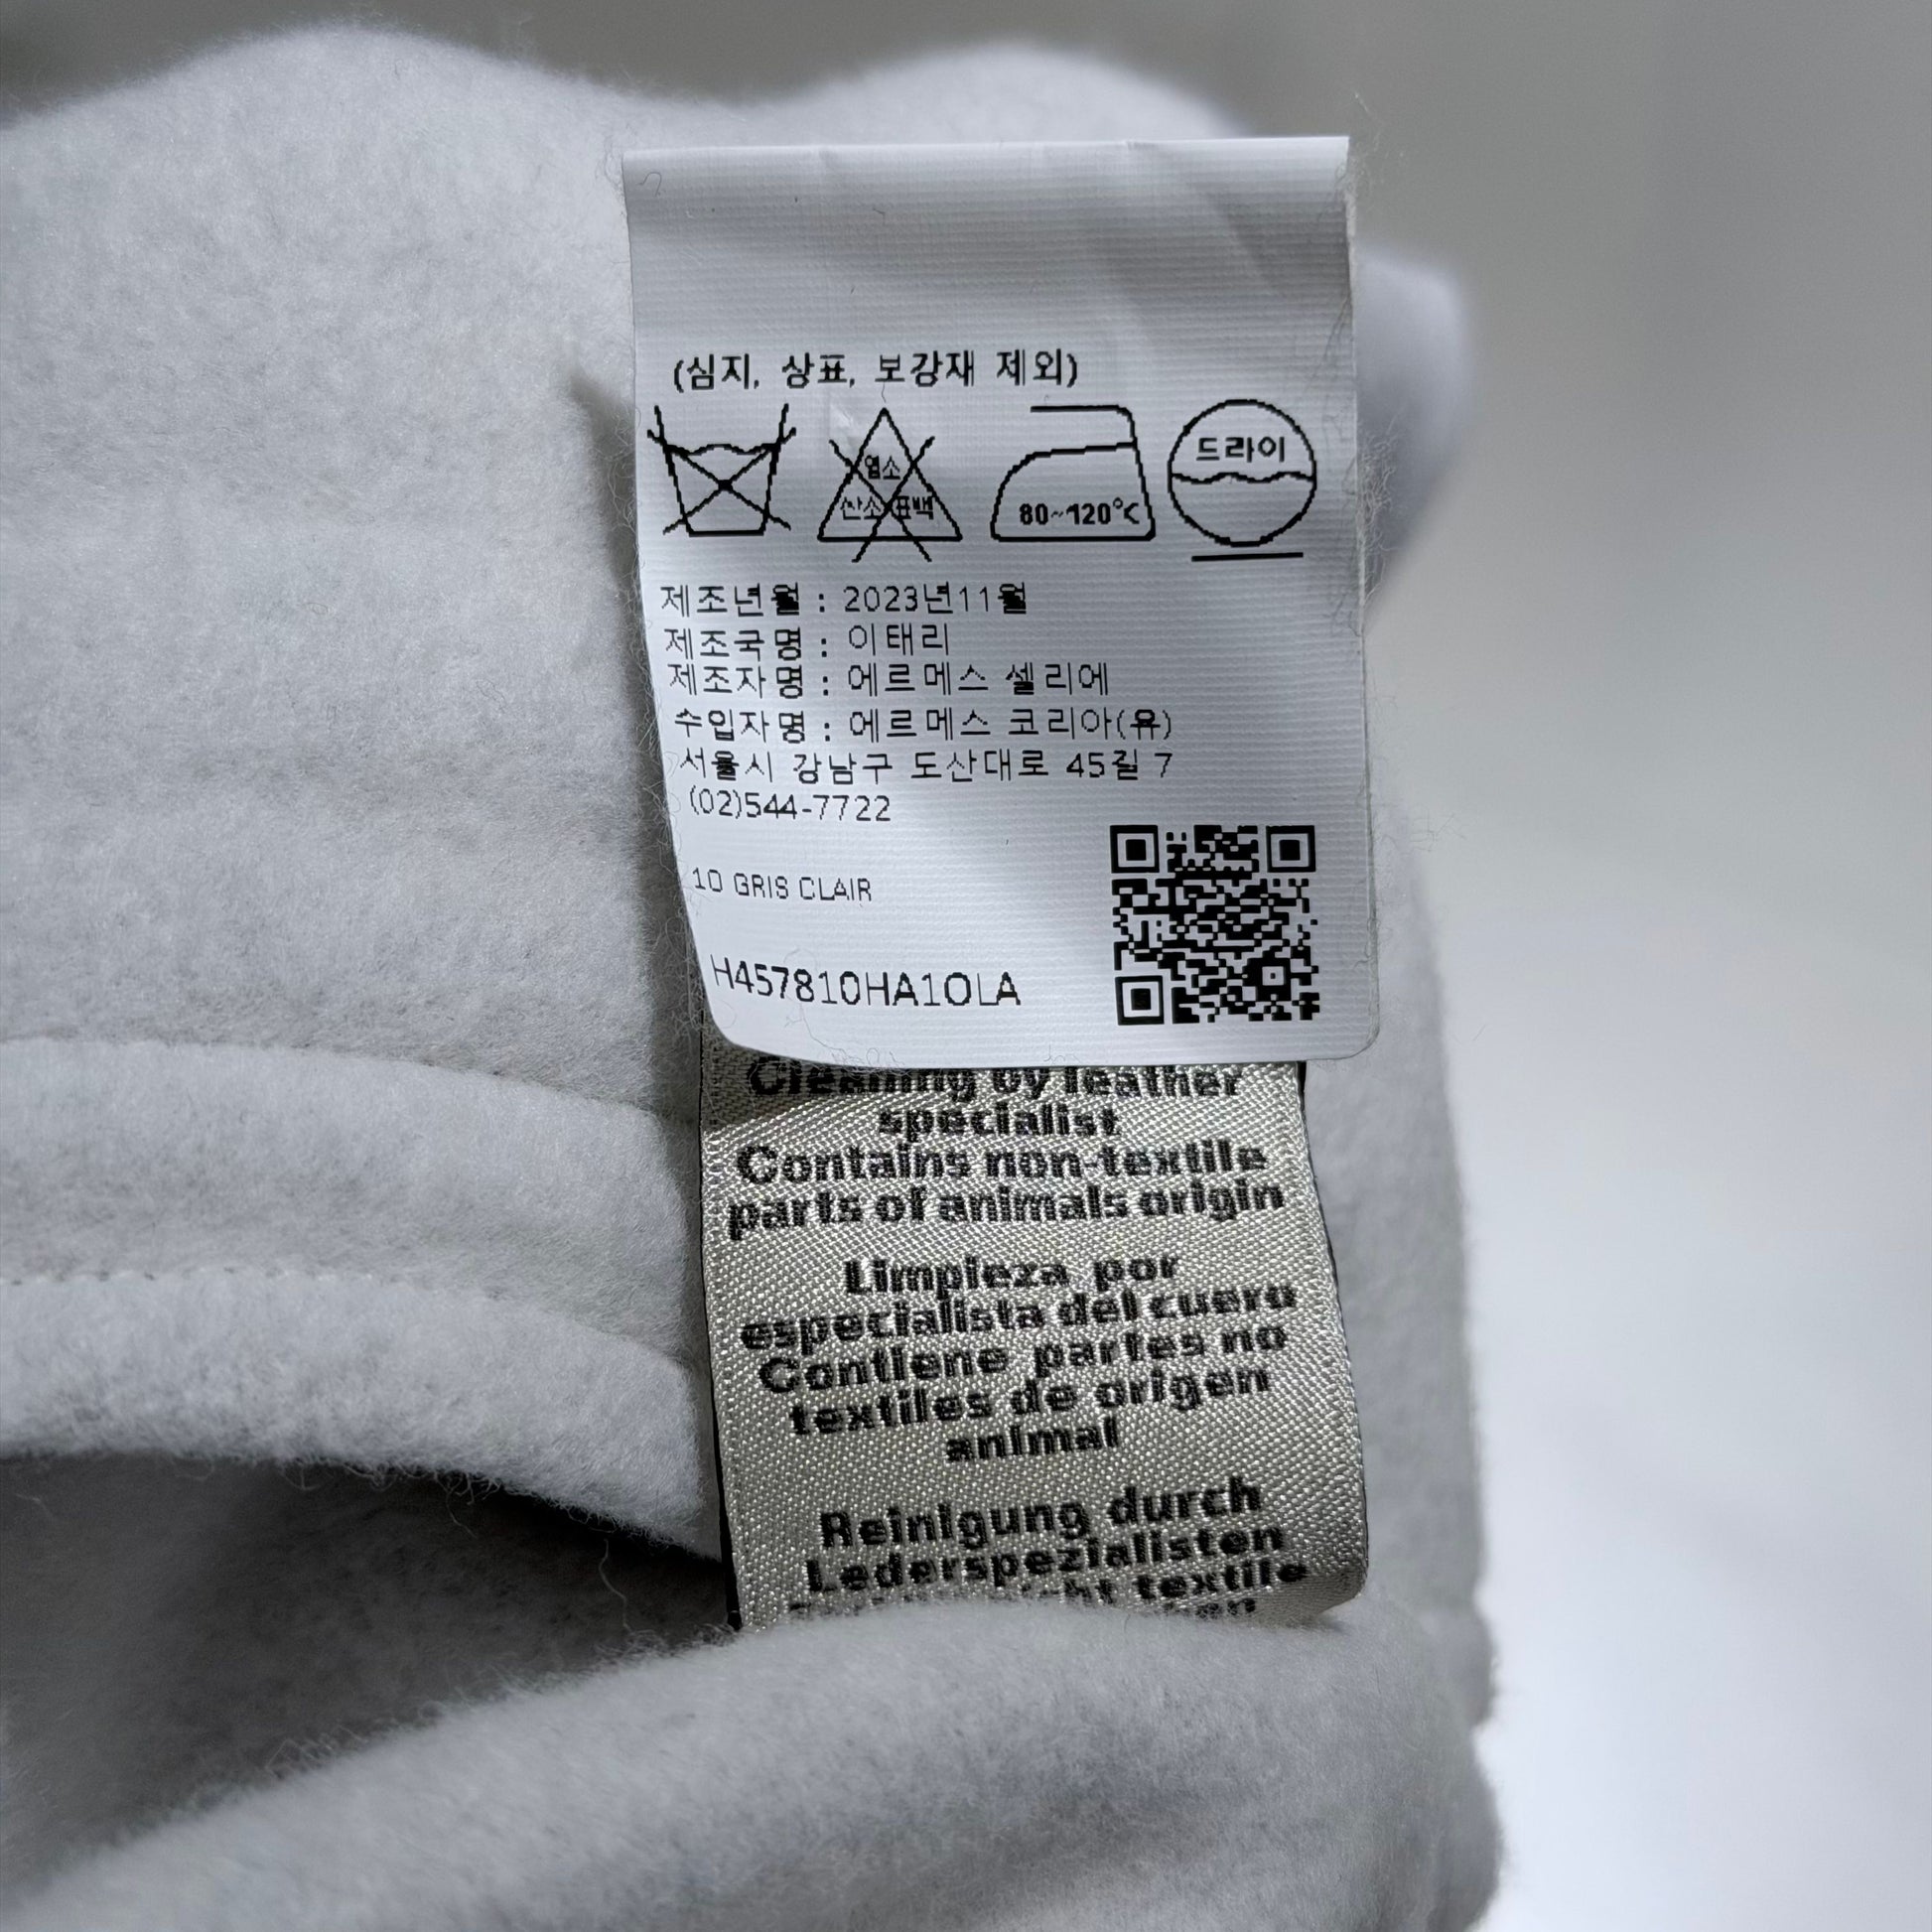 (심지, 상표, 보강재 제외)
염소
산소 표백
80~120°C
드라이
제조년월 : 2023년11월
제조국명 : 이태리
제조자명 : 에르메스 셀리에
수입자명 : 에르메스 코리아(유)
서울시 강남구 도산대로 45길 7
(02)544-7722
10 GRIS CLAIR
H457810HA10LA
Cleaning by leather
specialist
Contains non-textile
parts of animals origin
Limpieza por
especialista del cuero
Contiene partes no
textiles de origen
animal
Reinigung durch
Lederspezialisten
textile